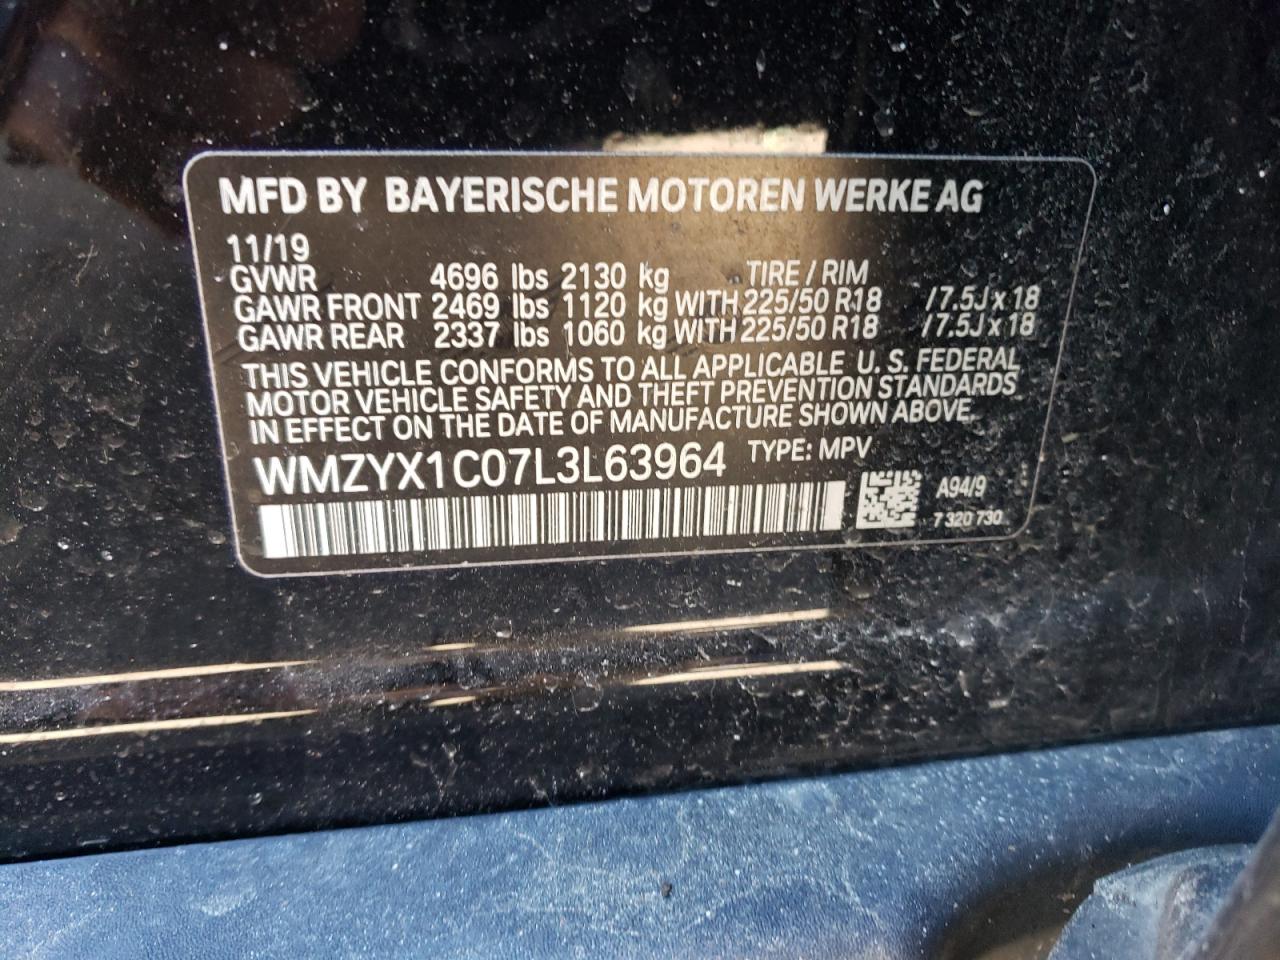 MFD BY BAYERISCHE MOTOREN WERKE AG
11/19
GVWR 4696 lbs 2130 kg TIRE / RIM
GAWR FRONT 2469 lbs 1120 kg WITH 225/50 R18 /7.5J x 18
GAWR REAR 2337 lbs 1060 kg WITH 225/50 R18 /7.5J x 18
THIS VEHICLE CONFORMS TO ALL APPLICABLE U. S. FEDERAL
MOTOR VEHICLE SAFETY AND THEFT PREVENTION STANDARDS
IN EFFECT ON THE DATE OF MANUFACTURE SHOWN ABOVE.
WMZYX1C07L3L63964 TYPE: MPV
A94/9
7 320 730